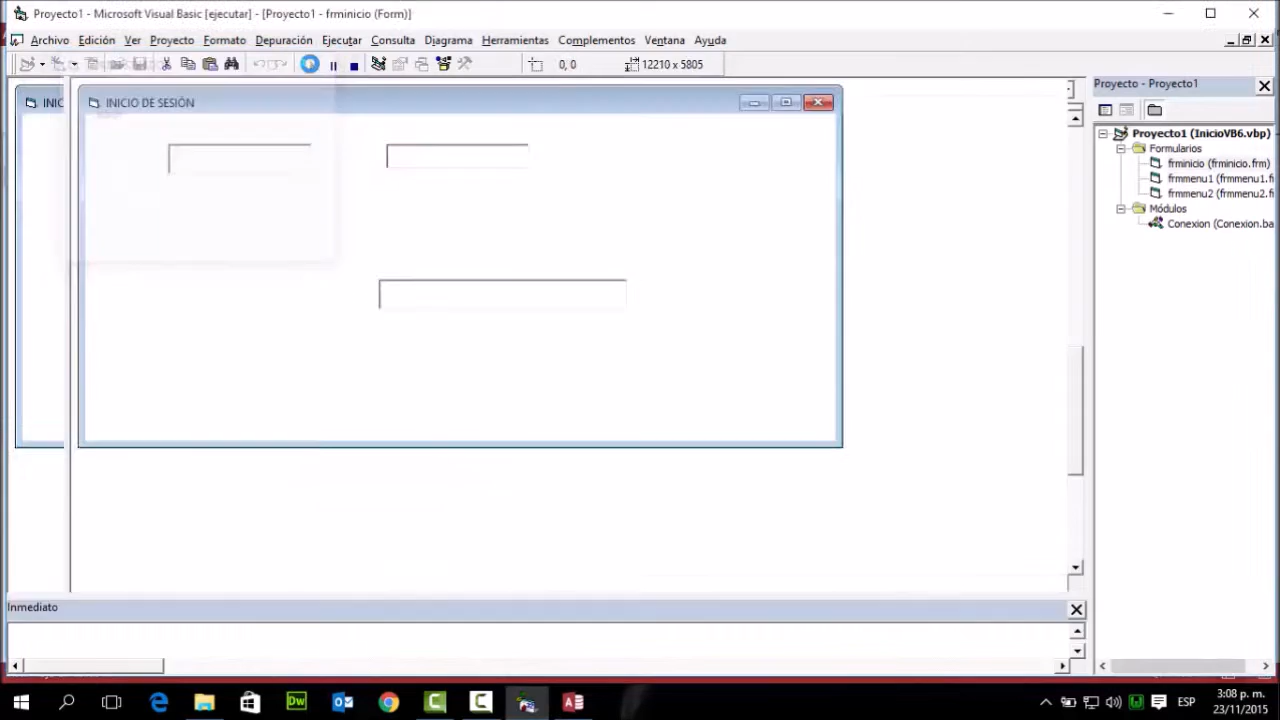 Proyecto1 - Microsoft Visual Basic [ejecutar] - [Proyecto1 - frminicio (Form)]
Archivo Edición Ver Proyecto Formato Depuración Ejecutar Consulta Diagrama Herramientas Complementos Ventana Ayuda
0, 0 12210 x 5805
INIC
INICIO DE SESIÓN
Proyecto - Proyecto1
Proyecto1 (InicioVB6.vbp)
Formularios
frminicio (frminicio.frm)
frmmenu1 (frmmenu1.f
frmmenu2 (frmmenu2.f
Módulos
Conexion (Conexion.ba
Inmediato
Dw
ESP
3:08 p. m.
23/11/2015